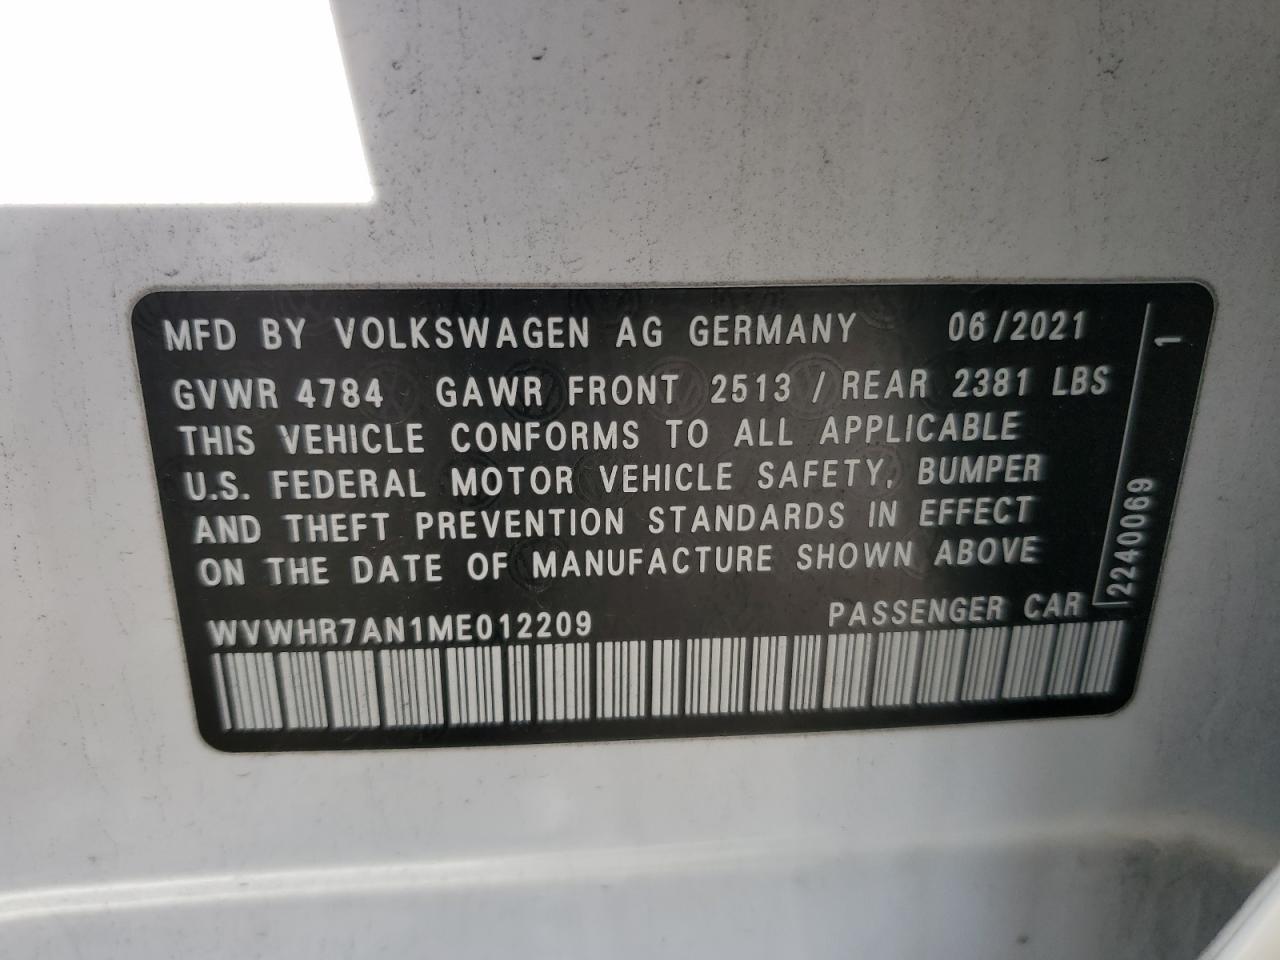 MFD BY VOLKSWAGEN AG GERMANY 06/2021
GVWR 4784 GAWR FRONT 2513 / REAR 2381 LBS
THIS VEHICLE CONFORMS TO ALL APPLICABLE
U.S. FEDERAL MOTOR VEHICLE SAFETY, BUMPER
AND THEFT PREVENTION STANDARDS IN EFFECT
ON THE DATE OF MANUFACTURE SHOWN ABOVE
WVWHR7AN1ME012209 PASSENGER CAR
2240069 1